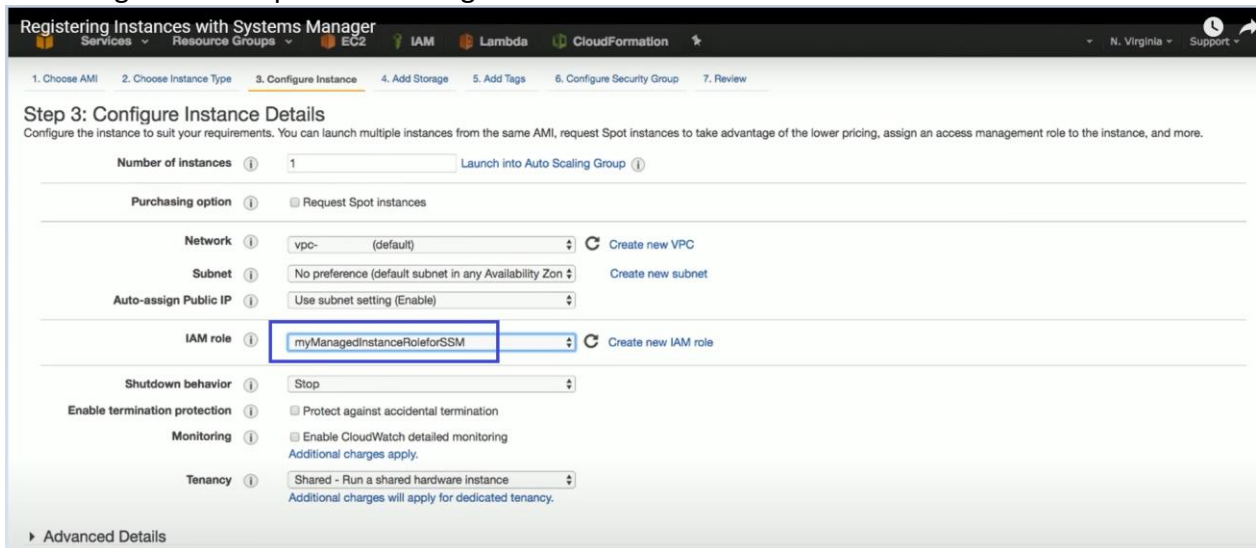 Registering Instances with Systems Manager
Services Resource Groups EC2 IAM Lambda CloudFormation N. Virginia Support
1. Choose AMI 2. Choose Instance Type 3. Configure Instance 4. Add Storage 5. Add Tags 6. Configure Security Group 7. Review
Step 3: Configure Instance Details
Configure the instance to suit your requirements. You can launch multiple instances from the same AMI, request Spot instances to take advantage of the lower pricing, assign an access management role to the instance, and more.
Number of instances 1 Launch into Auto Scaling Group
Purchasing option Request Spot instances
Network vpc- (default) Create new VPC
Subnet No preference (default subnet in any Availability Zon Create new subnet
Auto-assign Public IP Use subnet setting (Enable)
IAM role myManagedInstanceRoleforSSM Create new IAM role
Shutdown behavior Stop
Enable termination protection Protect against accidental termination
Monitoring Enable CloudWatch detailed monitoring
Additional charges apply.
Tenancy Shared - Run a shared hardware instance
Additional charges will apply for dedicated tenancy.
Advanced Details